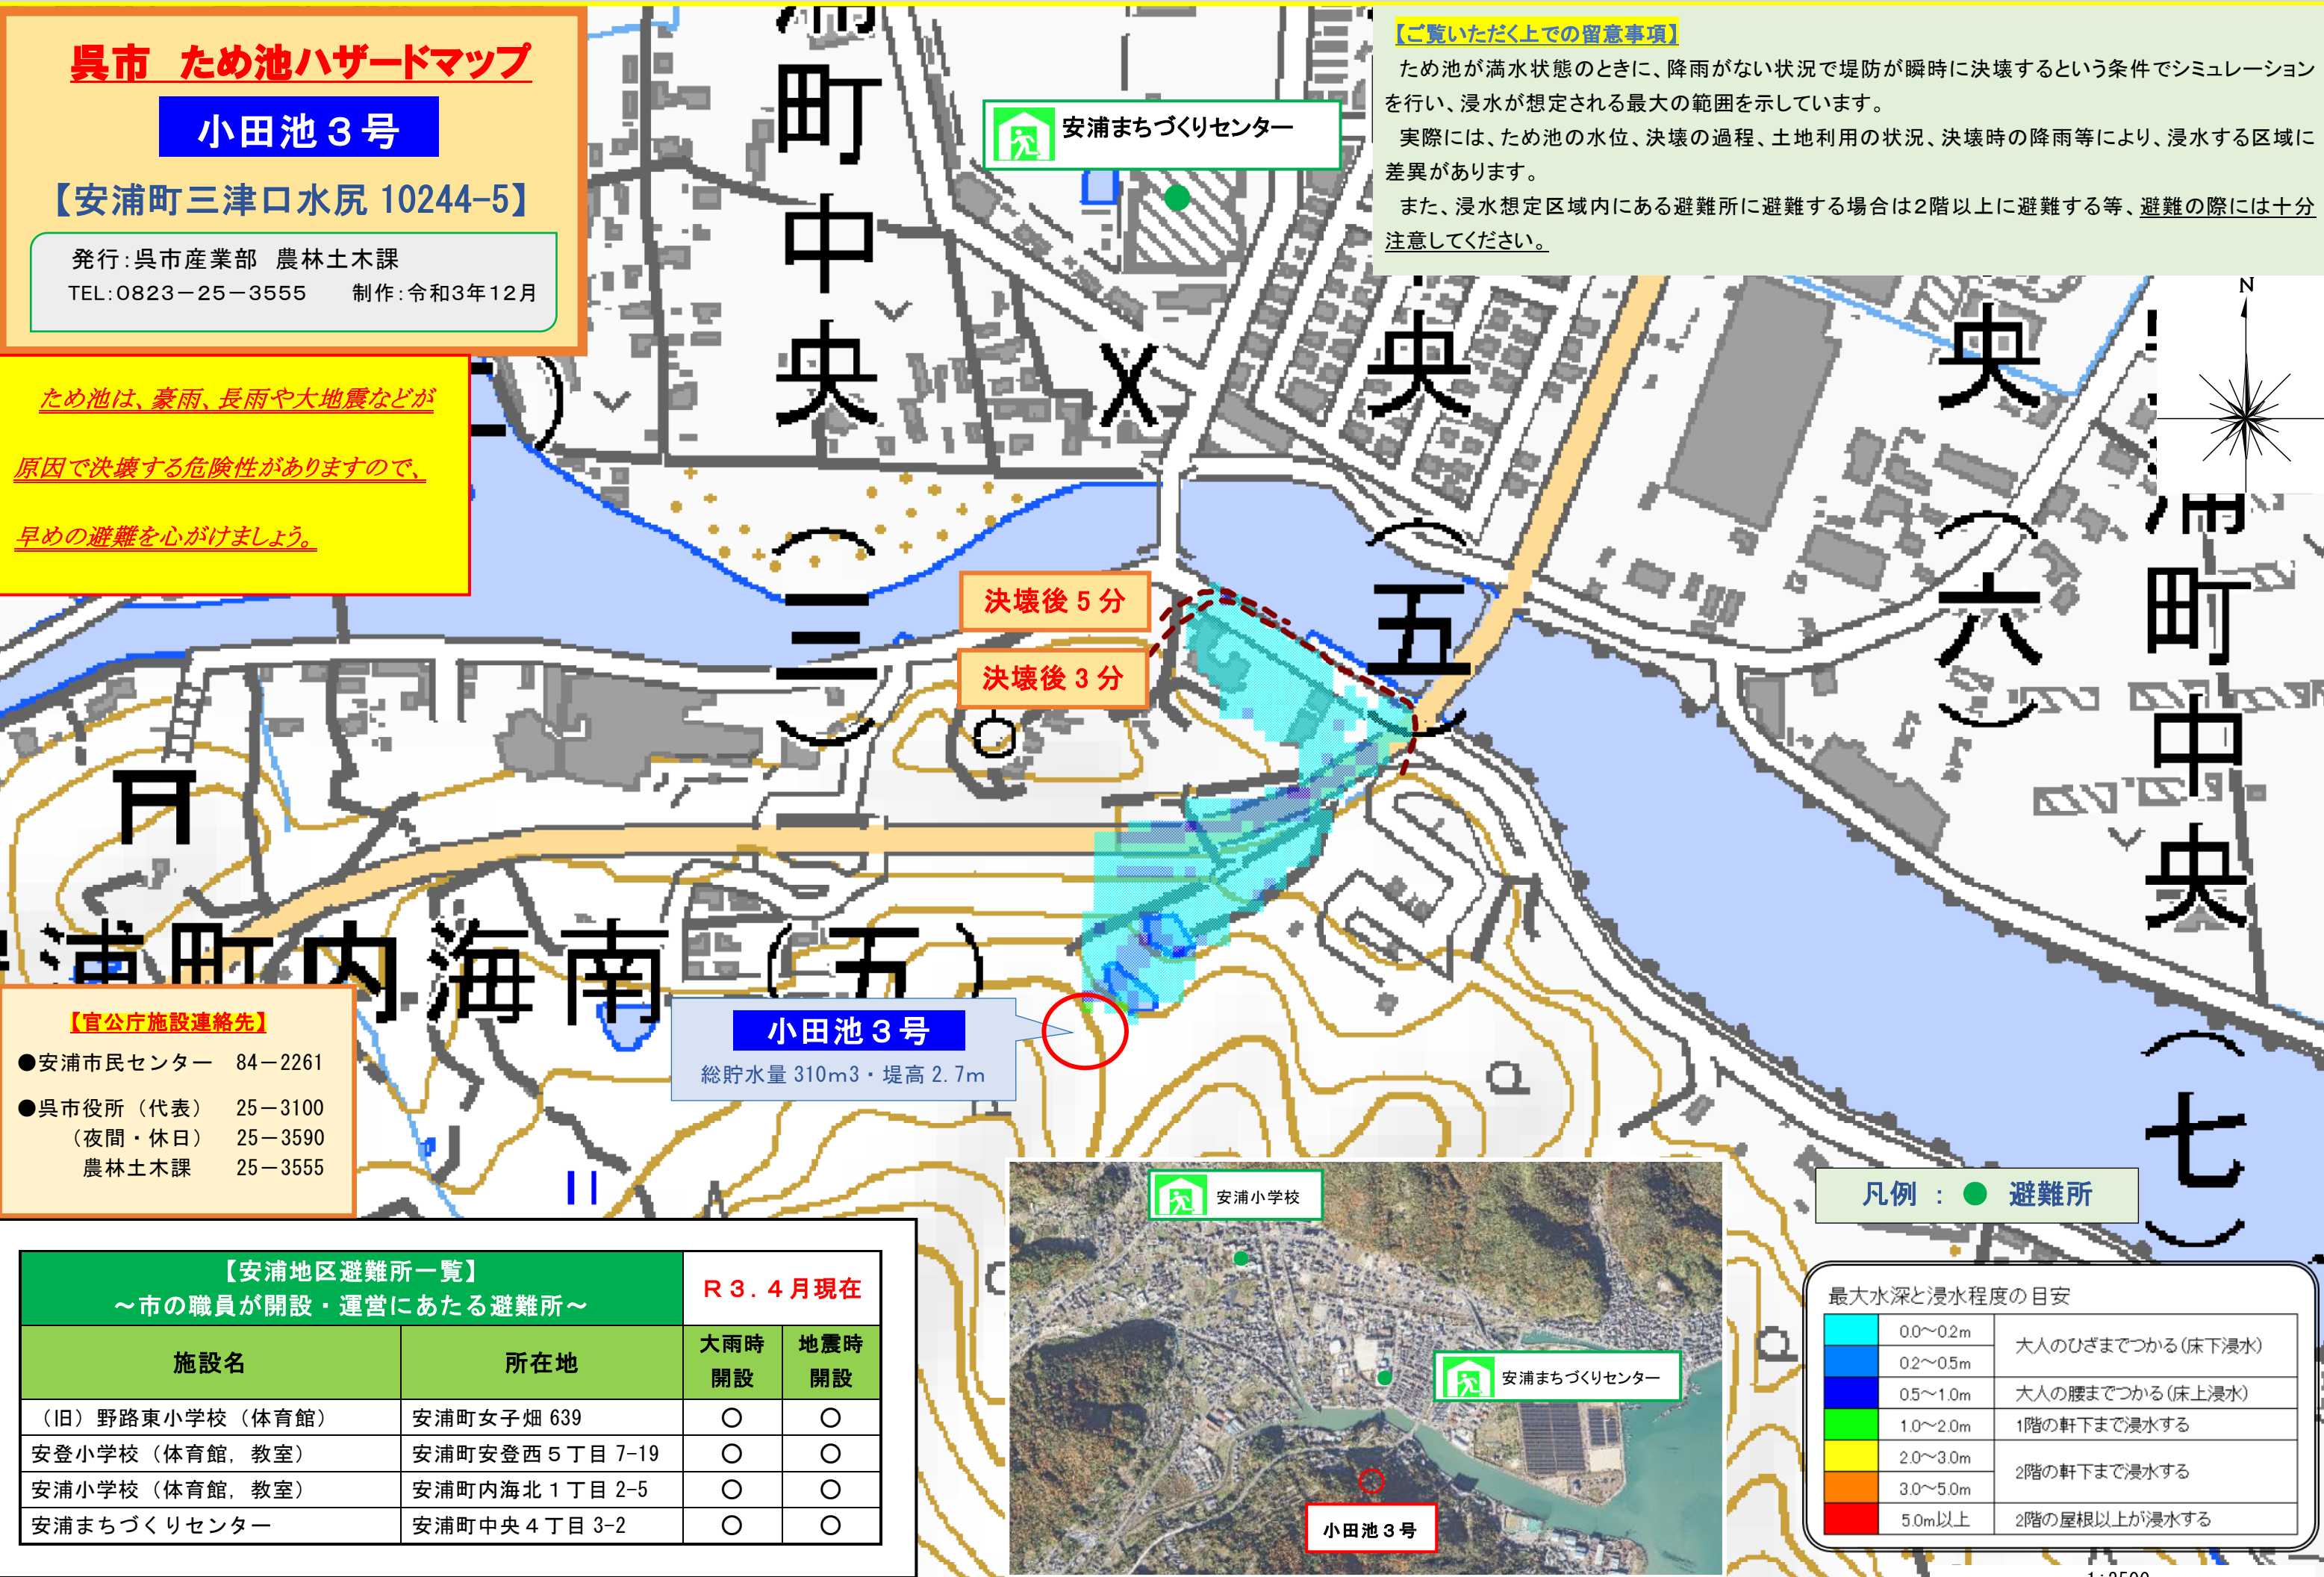 呉市 ため池ハザードマップ
小田池３号
【安浦町三津口水尻 10244-5】
発行:呉市産業部 農林土木課
TEL:0823－25－3555 制作:令和3年12月
ため池は、豪雨、長雨や大地震などが
原因で決壊する危険性がありますので、
早めの避難を心がけましょう。
【ご覧いただく上での留意事項】
ため池が満水状態のときに、降雨がない状況で堤防が瞬時に決壊するという条件でシミュレーション
を行い、浸水が想定される最大の範囲を示しています。
実際には、ため池の水位、決壊の過程、土地利用の状況、決壊時の降雨等により、浸水する区域に
差異があります。
また、浸水想定区域内にある避難所に避難する場合は2階以上に避難する等、避難の際には十分
注意してください。
安浦まちづくりセンター
N
浦町中央（三）
央（五）
央（六）
浦町中央（七）
決壊後 5 分
決壊後 3 分
浦町内海南（五）
小田池３号
総貯水量 310m3・堤高 2.7m
【官公庁施設連絡先】
●安浦市民センター 84－2261
●呉市役所（代表） 25－3100
（夜間・休日） 25－3590
農林土木課 25－3555
【安浦地区避難所一覧】
～市の職員が開設・運営にあたる避難所～
Ｒ３.４月現在
施設名 所在地 大雨時開設 地震時開設
（旧）野路東小学校（体育館） 安浦町女子畑 639 ○ ○
安登小学校（体育館，教室） 安浦町安登西５丁目 7-19 ○ ○
安浦小学校（体育館，教室） 安浦町内海北１丁目 2-5 ○ ○
安浦まちづくりセンター 安浦町中央４丁目 3-2 ○ ○
安浦小学校
安浦まちづくりセンター
小田池３号
凡例 ： ● 避難所
最大水深と浸水程度の目安
0.0～0.2m 大人のひざまでつかる(床下浸水)
0.2～0.5m
0.5～1.0m 大人の腰までつかる(床上浸水)
1.0～2.0m 1階の軒下まで浸水する
2.0～3.0m 2階の軒下まで浸水する
3.0～5.0m
5.0m以上 2階の屋根以上が浸水する